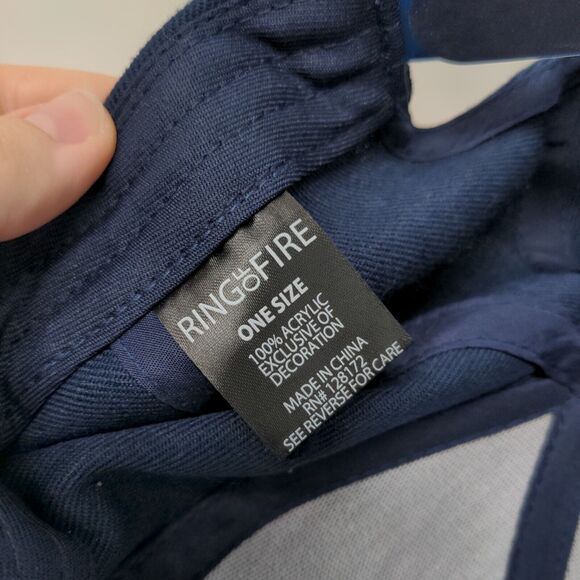 RING OF FIRE
ONE SIZE
100% ACRYLIC
EXCLUSIVE OF
DECORATION
MADE IN CHINA
RN# 128172
SEE REVERSE FOR CARE